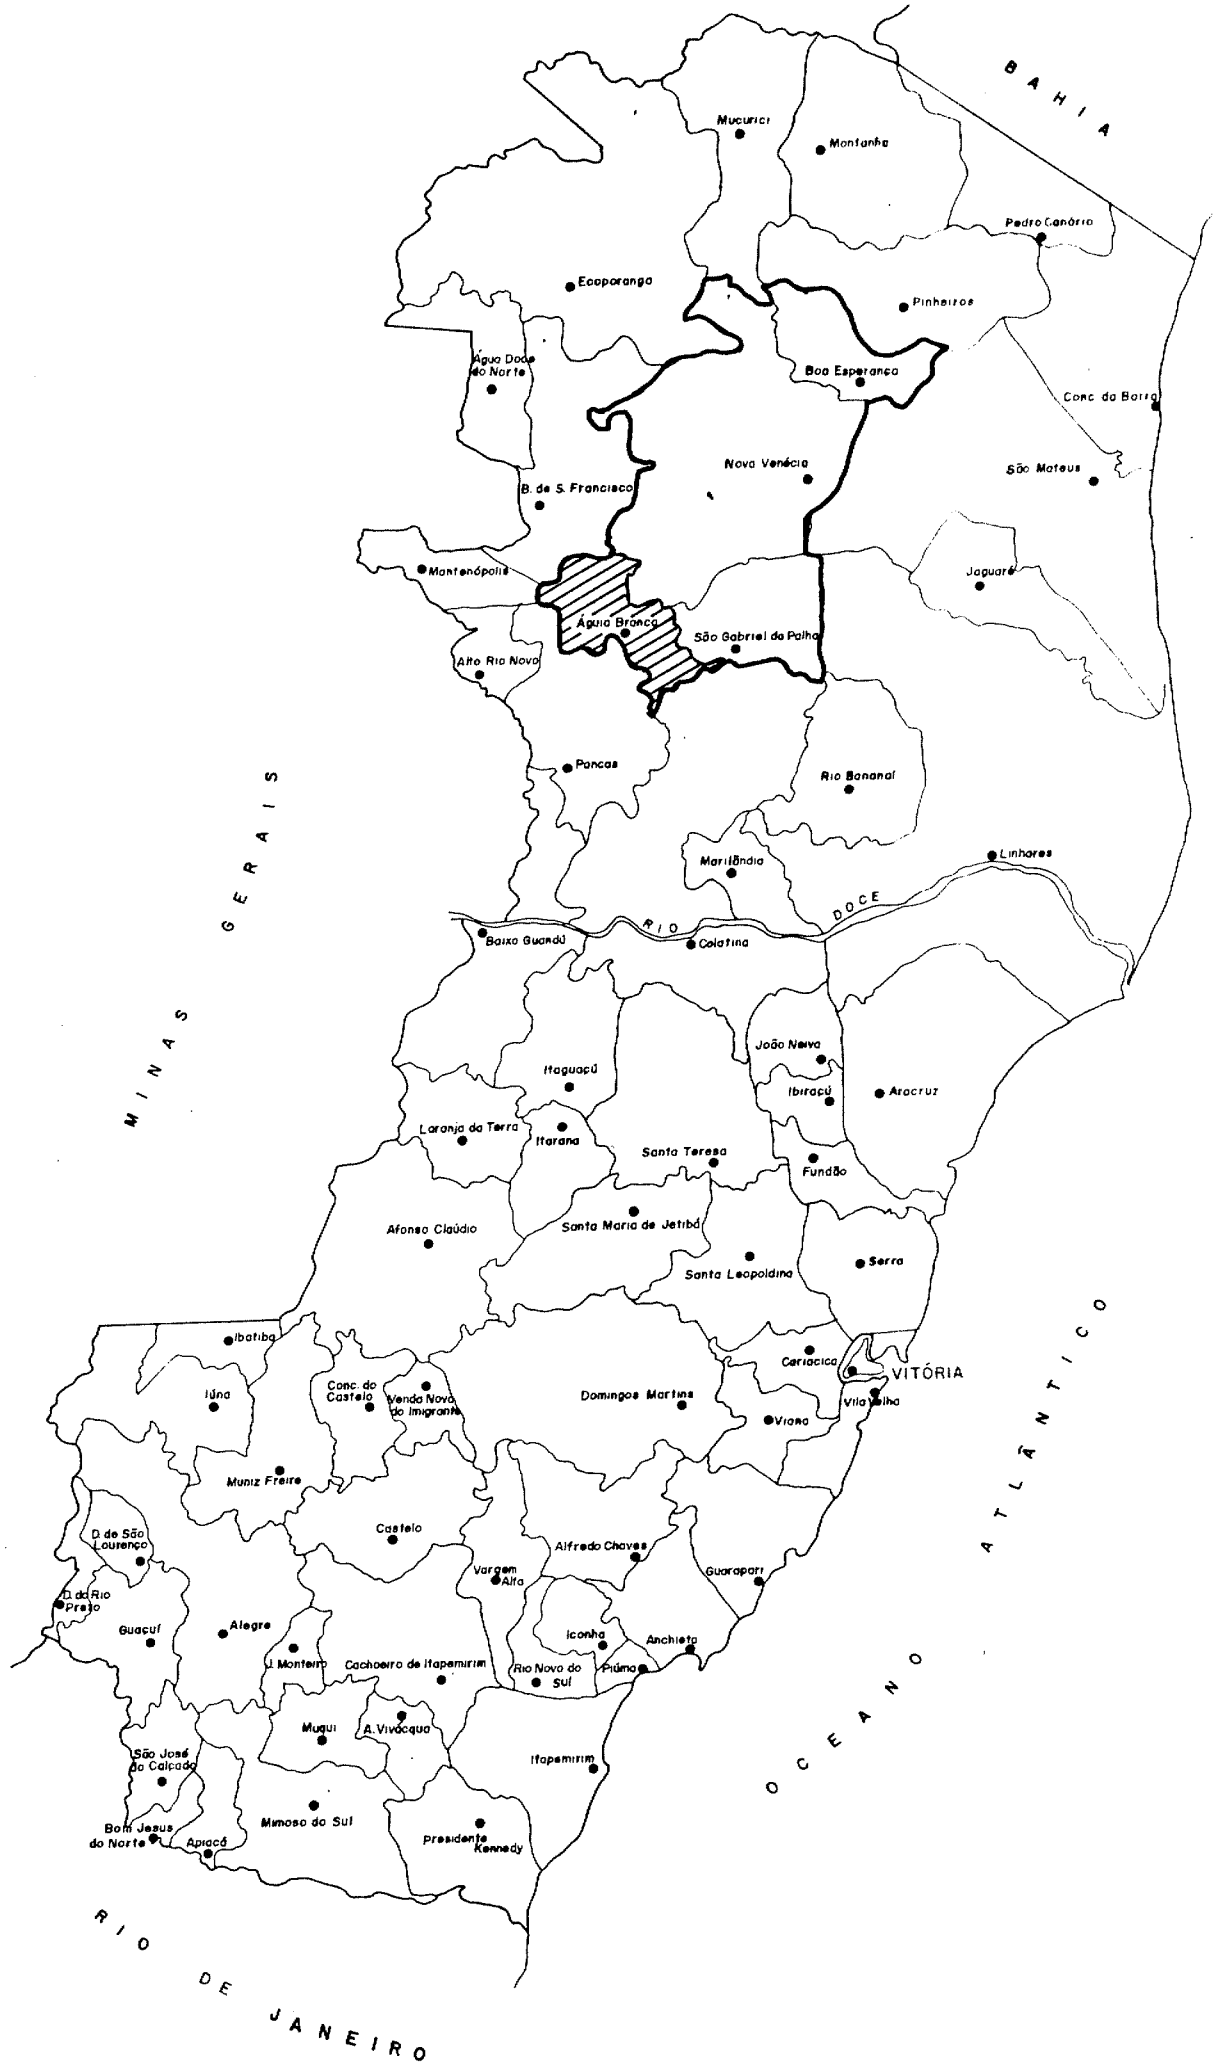 BAHIA
Mucurici
Montanha
Pedro Canário
Ecoporanga
Pinheiros
Água Doce
do Norte
Boa Esperança
Conc. da Barra
Nova Venécia
São Mateus
B. de S. Francisco
Mantenópolis
Jaguaré
Águia Branca
São Gabriel da Palha
Alto Rio Novo
Pancas
Rio Bananal
MINAS GERAIS
Marilândia
Linhares
RIO DOCE
Baixo Guandú
Colatina
João Neiva
Itaguaçú
Ibiraçú
Aracruz
Laranja da Terra
Itarana
Santa Teresa
Fundão
Afonso Claúdio
Santa Maria de Jetibá
Santa Leopoldina
Serra
Ibatiba
Cariacica
VITÓRIA
Iúna
Conc. do
Castelo
Venda Nova
do Imigrante
Domingos Martins
Vila Velha
Viana
Muniz Freire
OCEANO ATLÂNTICO
D. de São
Lourenço
Castelo
Alfredo Chaves
Vargem
Alta
Guarapari
D. do Rio
Preto
Guaçuí
Alegre
Iconha
Anchieta
J. Monteiro
Cachoeiro de Itapemirim
Rio Novo do
Sul
Piúma
Muqui
A. Vivácqua
São José
do Calçado
Itapemirim
Bom Jesus
do Norte
Apiacá
Mimoso do Sul
Presidente
Kennedy
RIO DE JANEIRO